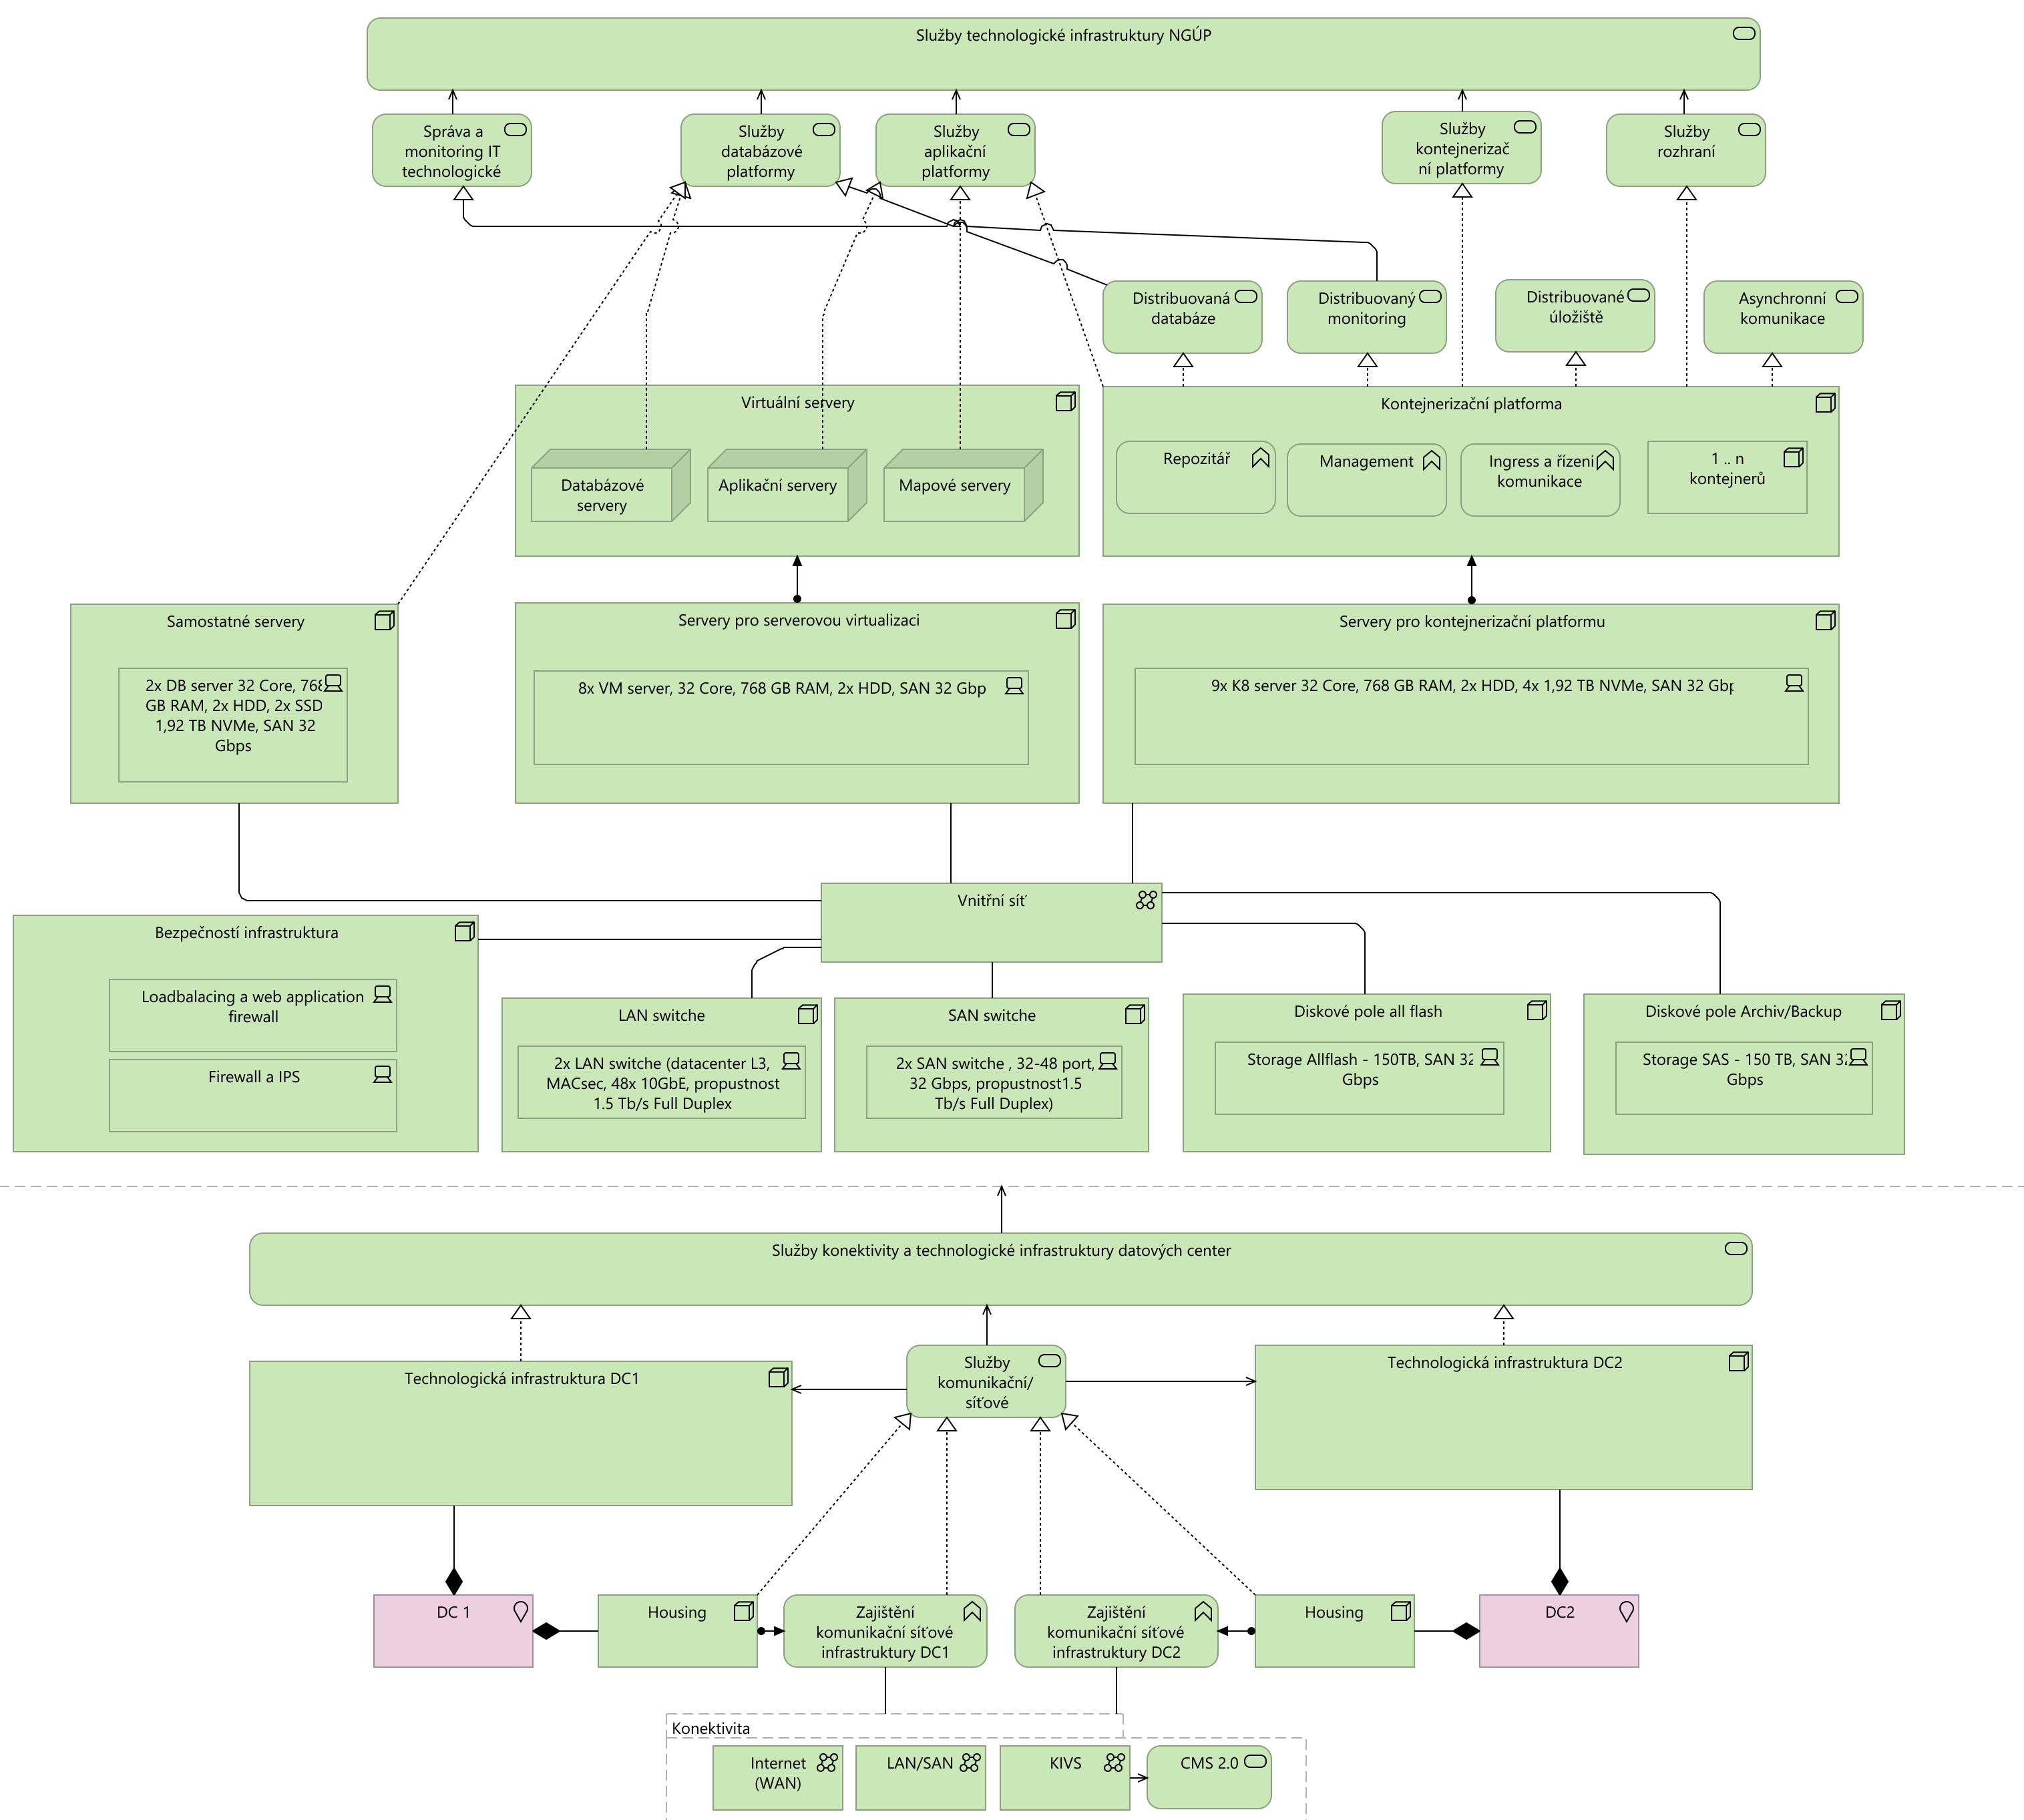 Služby technologické infrastruktury NGÚP
Správa a
monitoring IT
technologické
Služby
databázové
platformy
Služby
aplikační
platformy
Služby
kontejnerizač
ní platformy
Služby
rozhraní
Distribuovaná
databáze
Distribuovaný
monitoring
Distribuované
úložiště
Asynchronní
komunikace
Virtuální servery
Databázové
servery
Aplikační servery
Mapové servery
Kontejnerizační platforma
Repozitář
Management
Ingress a řízení
komunikace
1 .. n
kontejnerů
Samostatné servery
2x DB server 32 Core, 768
GB RAM, 2x HDD, 2x SSD
1,92 TB NVMe, SAN 32
Gbps
Servery pro serverovou virtualizaci
8x VM server, 32 Core, 768 GB RAM, 2x HDD, SAN 32 Gbp
Servery pro kontejnerizační platformu
9x K8 server 32 Core, 768 GB RAM, 2x HDD, 4x 1,92 TB NVMe, SAN 32 Gbp
Vnitřní síť
Bezpečností infrastruktura
Loadbalacing a web application
firewall
Firewall a IPS
LAN switche
2x LAN switche (datacenter L3,
MACsec, 48x 10GbE, propustnost
1.5 Tb/s Full Duplex
SAN switche
2x SAN switche , 32-48 port,
32 Gbps, propustnost1.5
Tb/s Full Duplex)
Diskové pole all flash
Storage Allflash - 150TB, SAN 32
Gbps
Diskové pole Archiv/Backup
Storage SAS - 150 TB, SAN 32
Gbps
Služby konektivity a technologické infrastruktury datových center
Technologická infrastruktura DC1
Služby
komunikační/
síťové
Technologická infrastruktura DC2
DC 1
Housing
Zajištění
komunikační síťové
infrastruktury DC1
Zajištění
komunikační síťové
infrastruktury DC2
Housing
DC2
Konektivita
Internet
(WAN)
LAN/SAN
KIVS
CMS 2.0